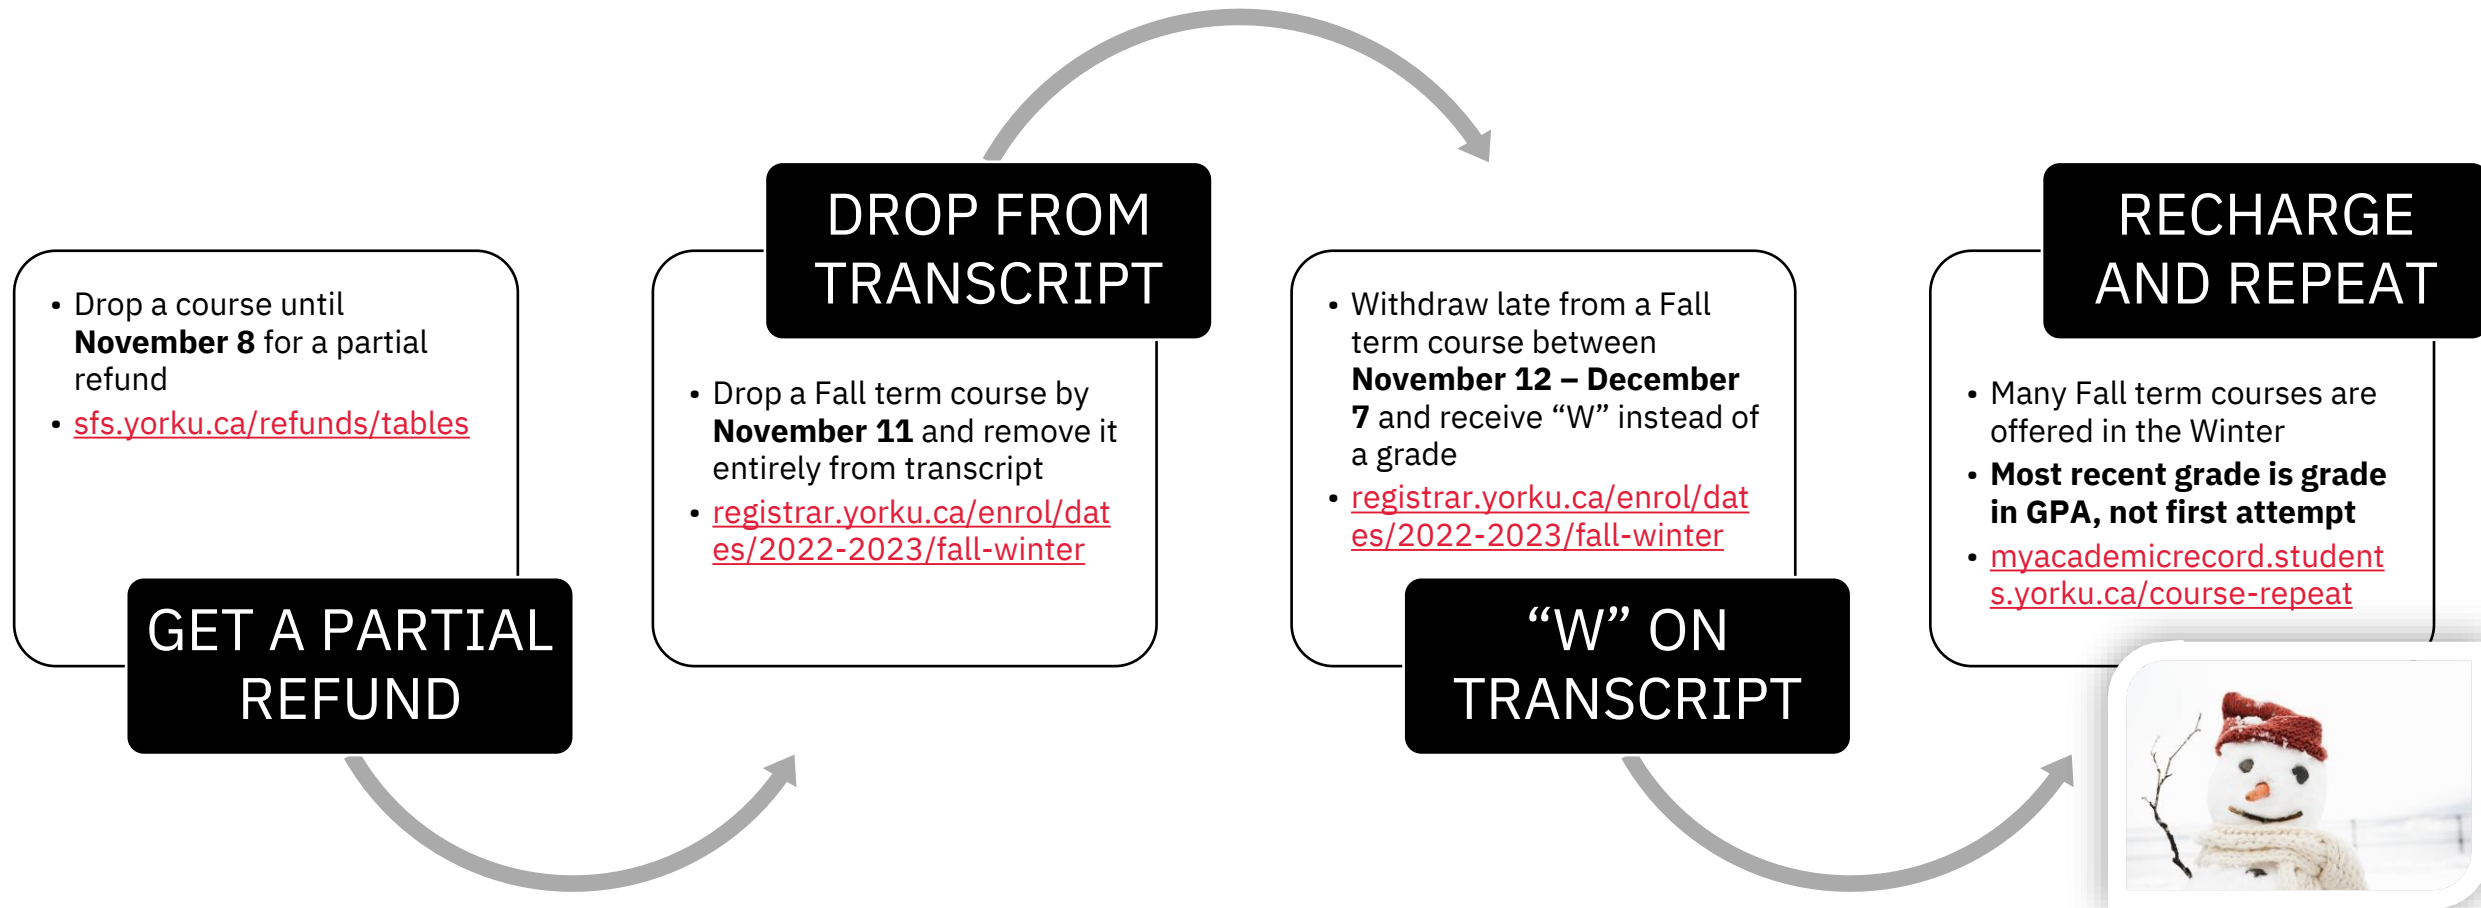 • Drop a course until
November 8 for a partial
refund
• sfs.yorku.ca/refunds/tables
GET A PARTIAL
REFUND
DROP FROM
TRANSCRIPT
• Drop a Fall term course by
November 11 and remove it
entirely from transcript
• registrar.yorku.ca/enrol/dat
es/2022-2023/fall-winter
• Withdraw late from a Fall
term course between
November 12 – December
7 and receive “W” instead of
a grade
• registrar.yorku.ca/enrol/dat
es/2022-2023/fall-winter
“W” ON
TRANSCRIPT
RECHARGE
AND REPEAT
• Many Fall term courses are
offered in the Winter
• Most recent grade is grade
in GPA, not first attempt
• myacademicrecord.student
s.yorku.ca/course-repeat